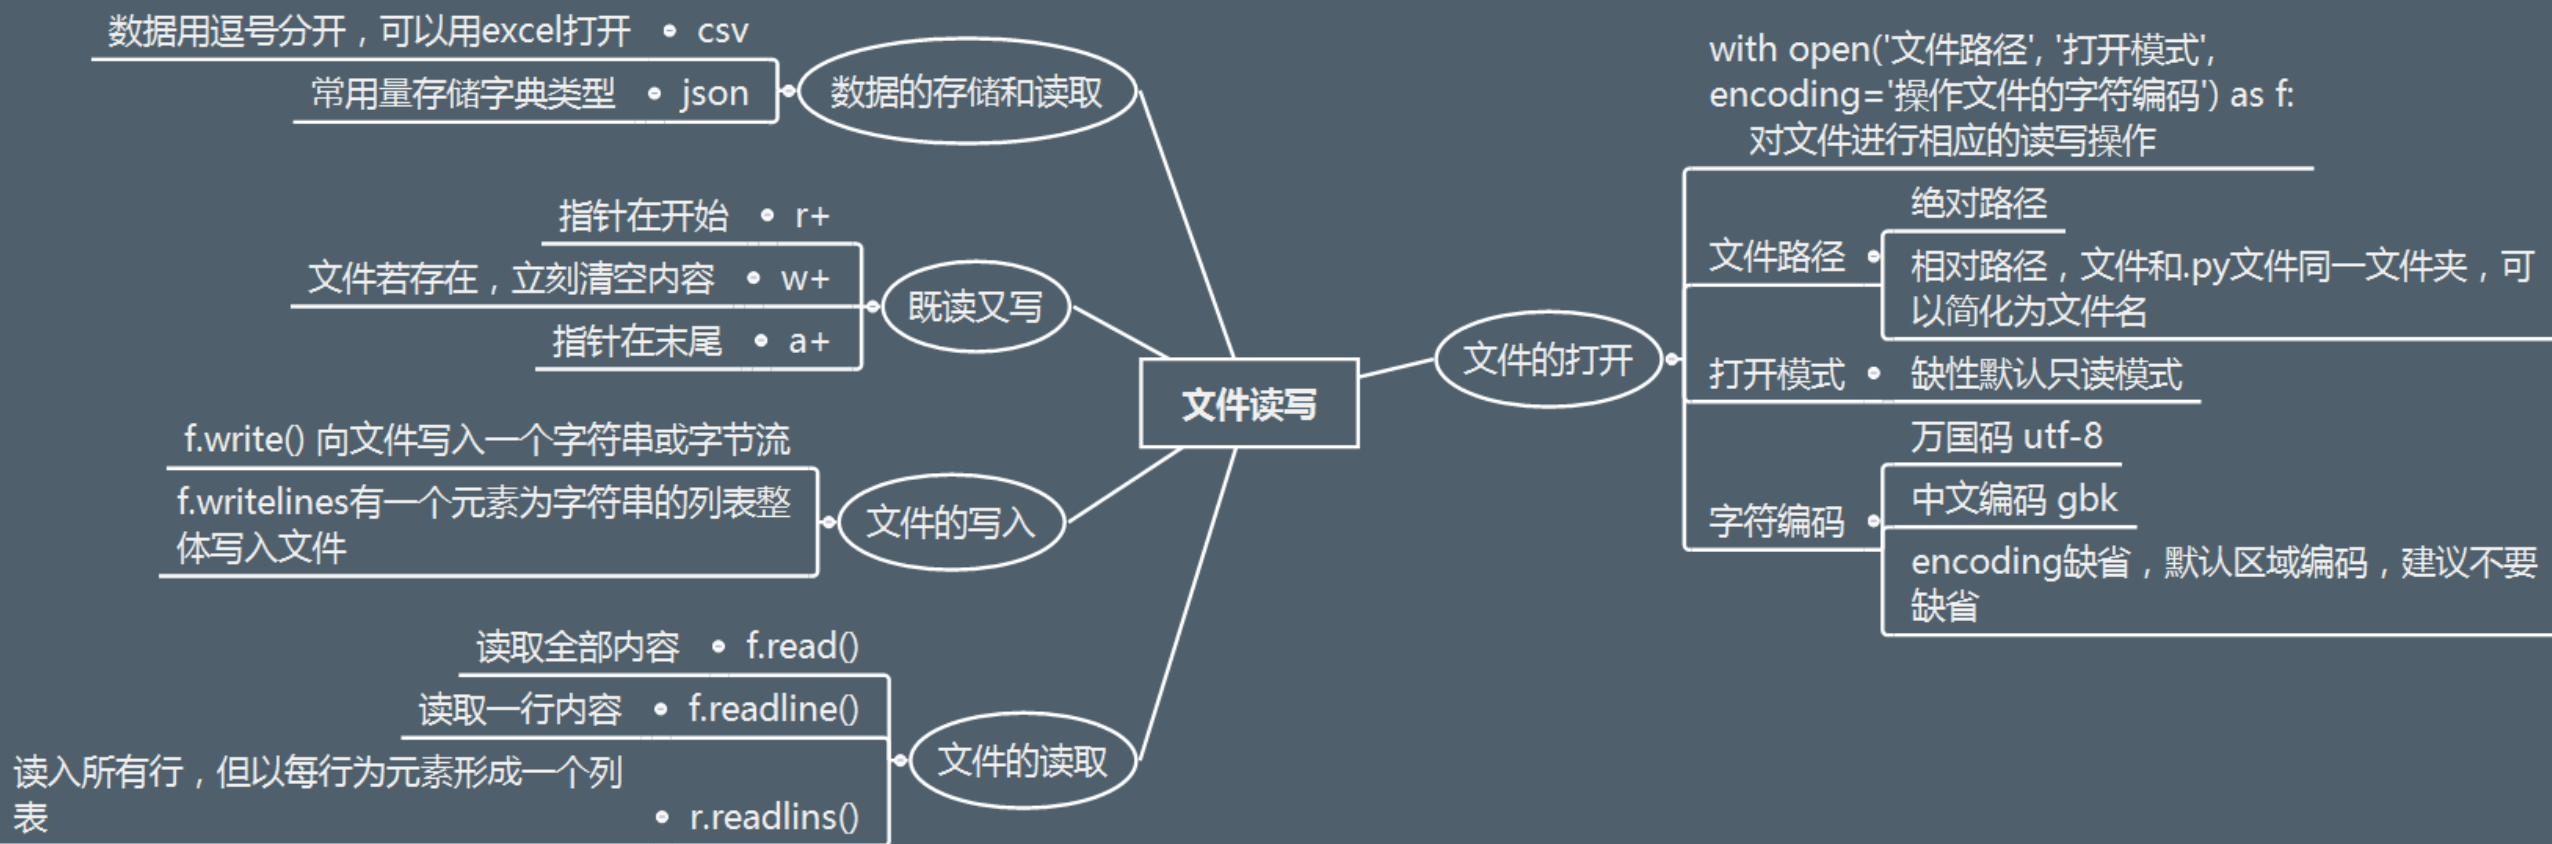 数据用逗号分开，可以用excel打开 csv
常用量存储字典类型 json
数据的存储和读取
指针在开始 r+
文件若存在，立刻清空内容 w+
指针在末尾 a+
既读又写
f.write() 向文件写入一个字符串或字节流
f.writelines有一个元素为字符串的列表整
体写入文件
文件的写入
读取全部内容 f.read()
读取一行内容 f.readline()
读入所有行，但以每行为元素形成一个列
表
r.readlins()
文件的读取
文件读写
文件的打开
with open('文件路径', '打开模式',
encoding='操作文件的字符编码') as f:
对文件进行相应的读写操作
文件路径
绝对路径
相对路径，文件和.py文件同一文件夹，可
以简化为文件名
打开模式 缺性默认只读模式
字符编码
万国码 utf-8
中文编码 gbk
encoding缺省，默认区域编码，建议不要
缺省